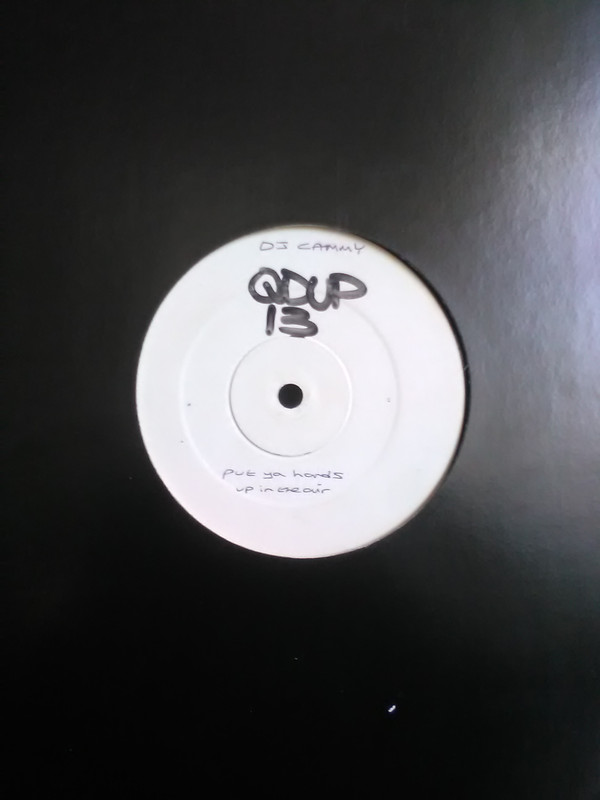 DJ CAMMY
QDUP
13
put ya hands
up in the air